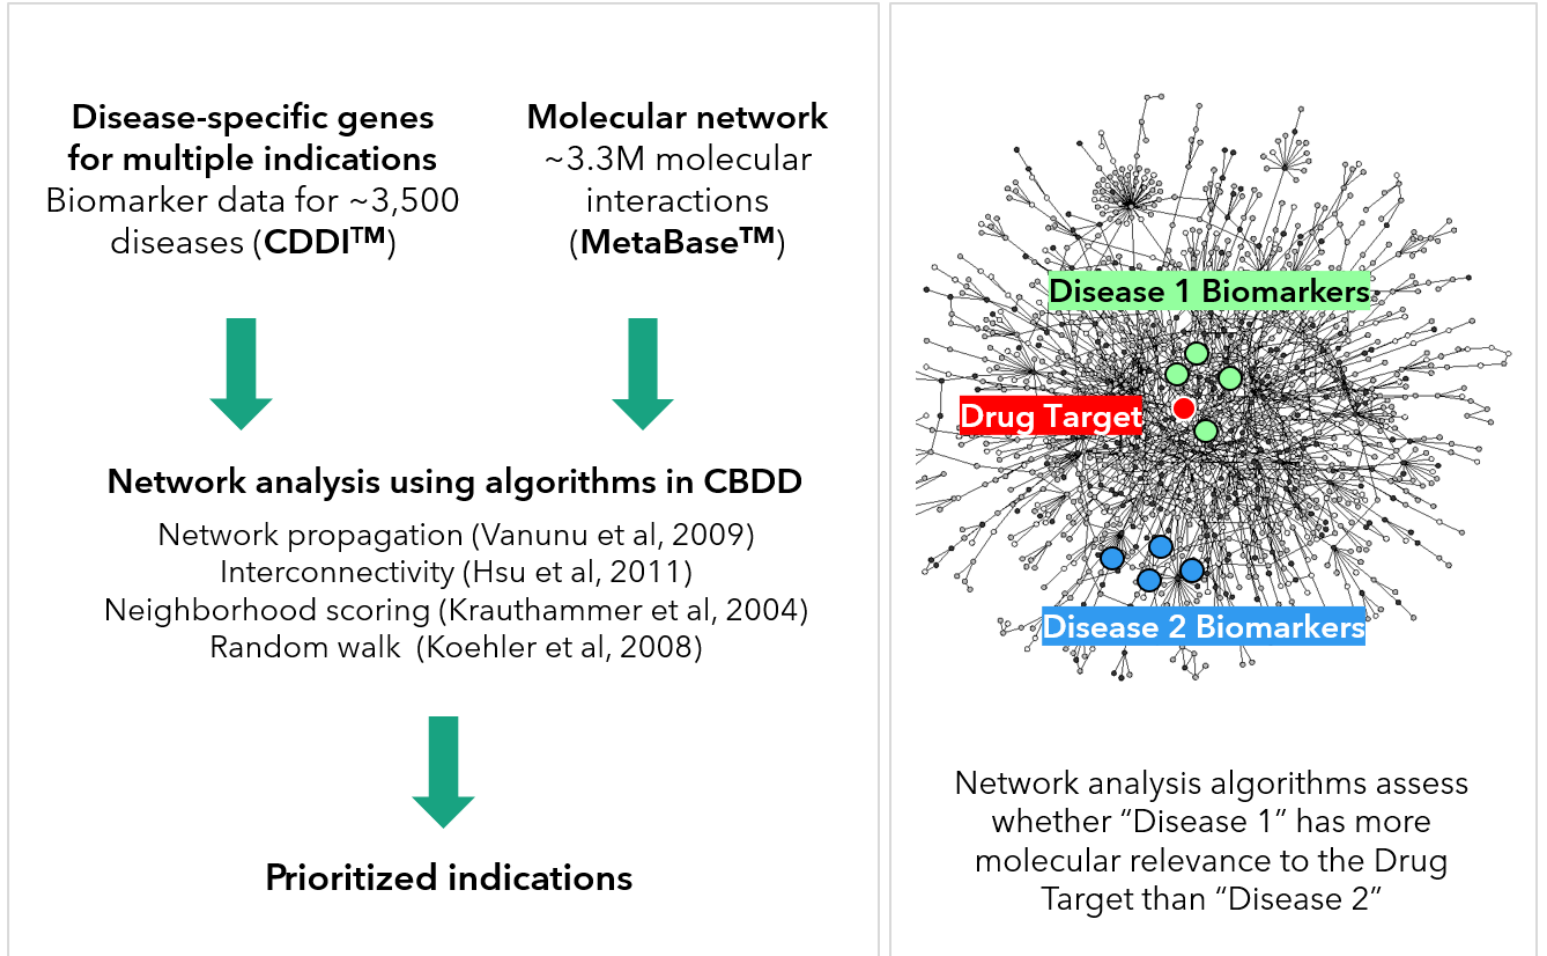 Disease-specific genes
for multiple indications
Biomarker data for ~3,500
diseases (CDDI™)
Molecular network
~3.3M molecular
interactions
(MetaBase™)
Network analysis using algorithms in CBDD
Network propagation (Vanunu et al, 2009)
Interconnectivity (Hsu et al, 2011)
Neighborhood scoring (Krauthammer et al, 2004)
Random walk  (Koehler et al, 2008)
Prioritized indications
Disease 1 Biomarkers
Drug Target
Disease 2 Biomarkers
Network analysis algorithms assess
whether “Disease 1” has more
molecular relevance to the Drug
Target than “Disease 2”